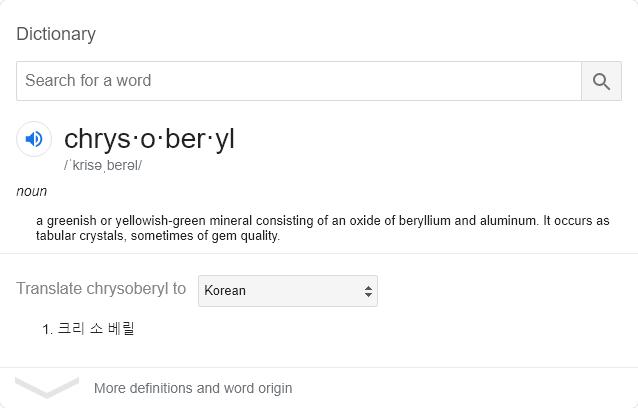 Dictionary
Search for a word
chrys·o·ber·yl
/ˈkrisəˌberəl/
noun
a greenish or yellowish-green mineral consisting of an oxide of beryllium and aluminum. It occurs as
tabular crystals, sometimes of gem quality.
Translate chrysoberyl to Korean
1. 크리 소 베릴
More definitions and word origin